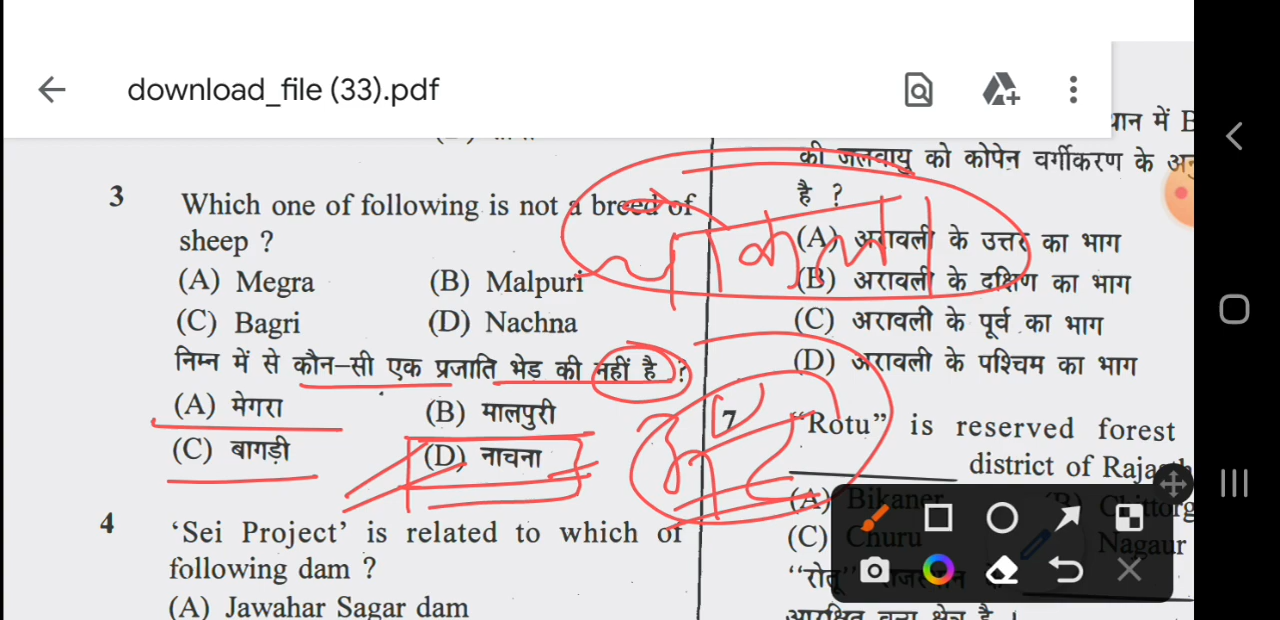 download_file (33).pdf
3 Which one of following is not a breed of
sheep ?
(A) Megra (B) Malpuri
(C) Bagri (D) Nachna
निम्न में से कौन-सी एक प्रजाति भेड की नहीं है ?
(A) मेगरा (B) मालपुरी
(C) बागड़ी (D) नाचना
4 ‘Sei Project’ is related to which of
following dam ?
(A) Jawahar Sagar dam
में B
की जलवायु को कोपेन वर्गीकरण के
है ?
(A) अरावली के उत्तर का भाग
(B) अरावली के दक्षिण का भाग
(C) अरावली के पूर्व का भाग
(D) अरावली के पश्चिम का भाग
7 “Rotu” is reserved forest
district of
(A) Bikaner (B)
(C) Churu Nagaur
“रोतू”
आरक्षित वन्य क्षेत्र है ।
ऊँट